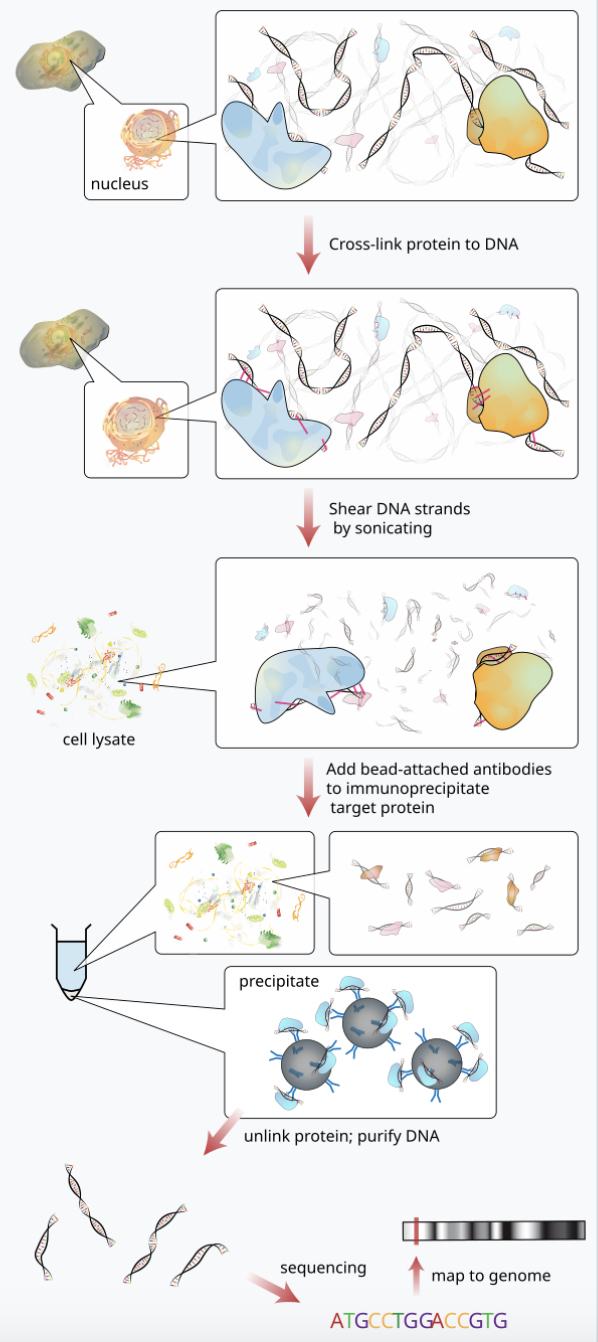 nucleus
Cross-link protein to DNA
Shear DNA strands
by sonicating
cell lysate
Add bead-attached antibodies
to immunoprecipitate
target protein
precipitate
unlink protein; purify DNA
sequencing
map to genome
ATGCCTGGACCGTG